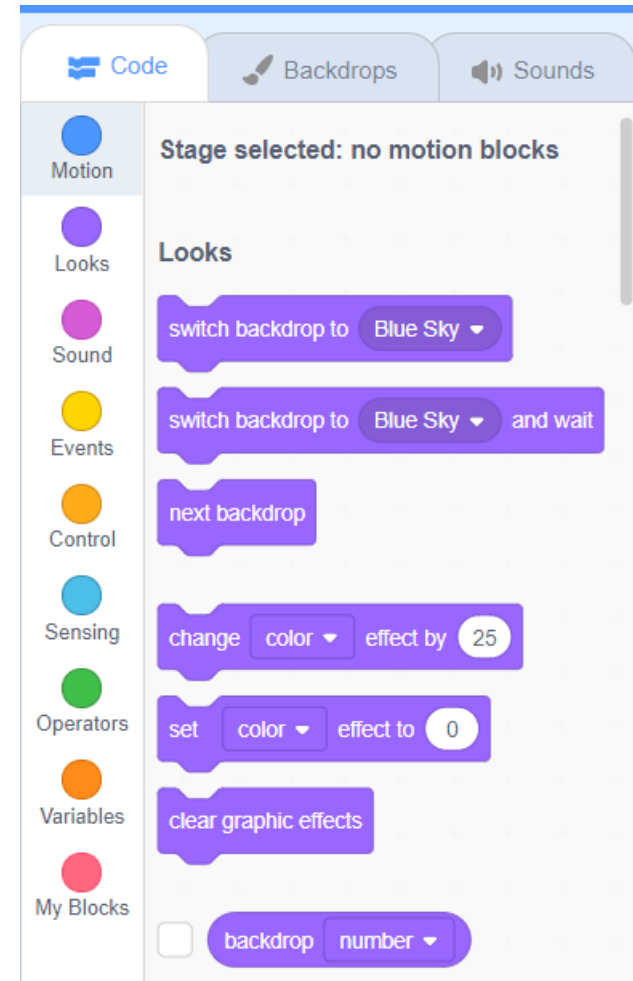 Code Backdrops Sounds
Motion
Looks
Sound
Events
Control
Sensing
Operators
Variables
My Blocks
Stage selected: no motion blocks
Looks
switch backdrop to Blue Sky
switch backdrop to Blue Sky and wait
next backdrop
change color effect by 25
set color effect to 0
clear graphic effects
backdrop number